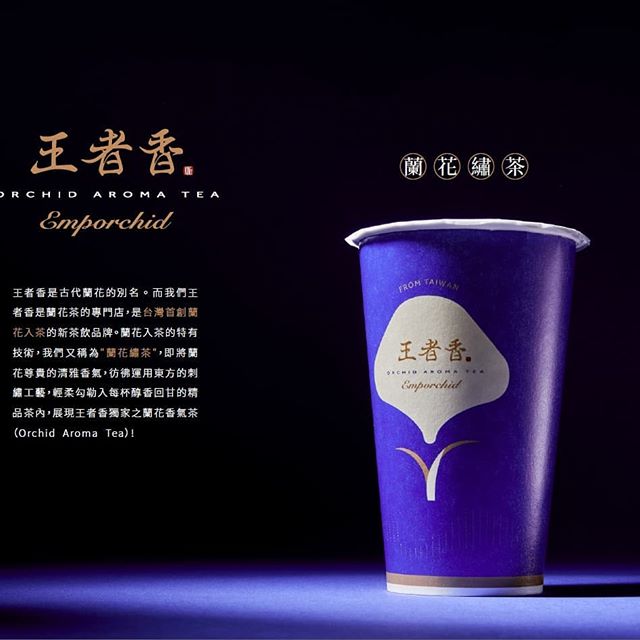 王者香
ORCHID AROMA TEA
Emporchid
王者香是古代蘭花的別名。而我們王
者香是蘭花茶的專門店,是台灣首創蘭
花入茶的新茶飲品牌。蘭花入茶的特有
技術,我們又稱為"蘭花繡茶",即將蘭
花尊貴的清雅香氣,彷彿運用東方的刺
繡工藝,輕柔勾勒入每杯醇香回甘的精
品茶內,展現王者香獨家之蘭花香氣茶
(Orchid Aroma Tea)!
蘭花繡茶
FROM TAIWAN
王者香
ORCHID AROMA TEA
Emporchid